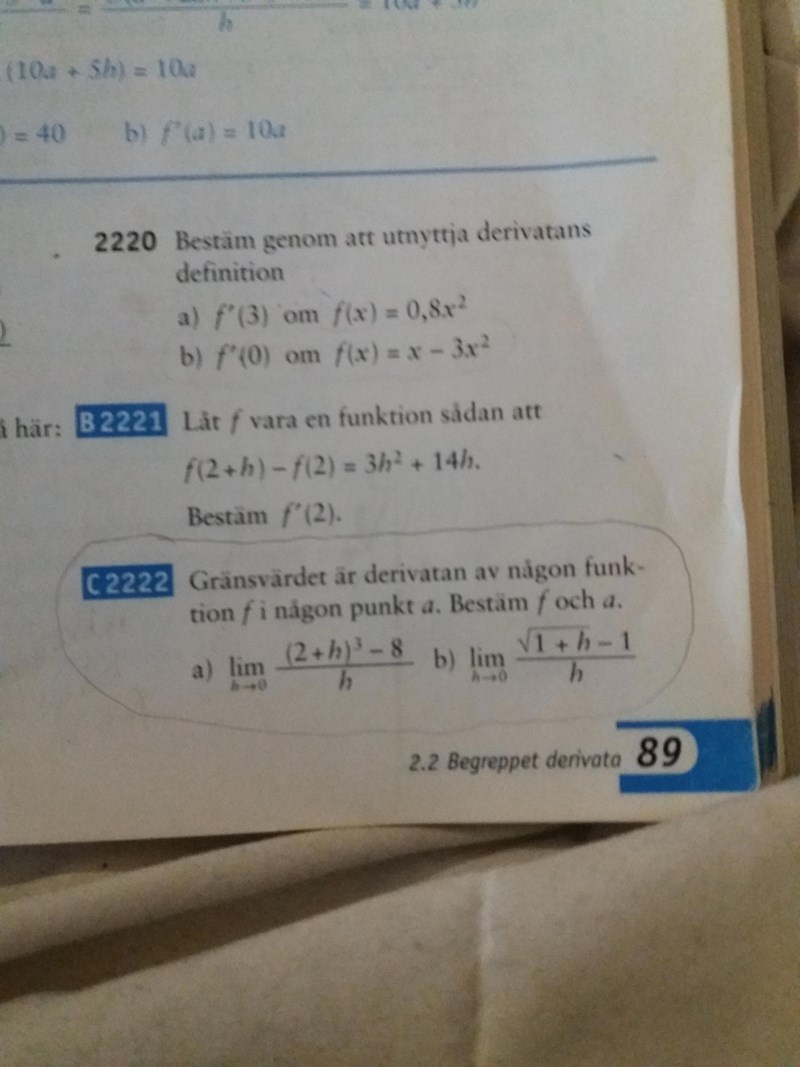 = h
(10a + 5h) = 10a
) = 40 b) f'(a) = 10a
2220 Bestäm genom att utnyttja derivatans
definition
a) f'(3) om f(x) = 0,8x²
b) f'(0) om f(x) = x − 3x²
här: B2221 Låt f vara en funktion sådan att
f(2+h) − f(2) = 3h² + 14h.
Bestäm f'(2).
C2222 Gränsvärdet är derivatan av någon funk-
tion f i någon punkt a. Bestäm f och a.
a) lim h→0 (2+h)³ − 8 / h b) lim h→0 √1 + h − 1 / h
2.2 Begreppet derivata 89